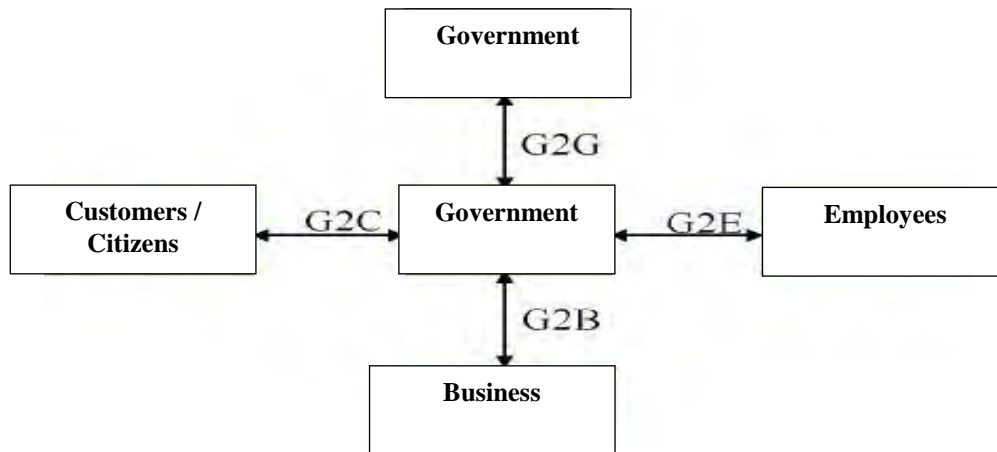 Government
G2G
Customers /
Citizens
G2C
Government
G2E
Employees
G2B
Business